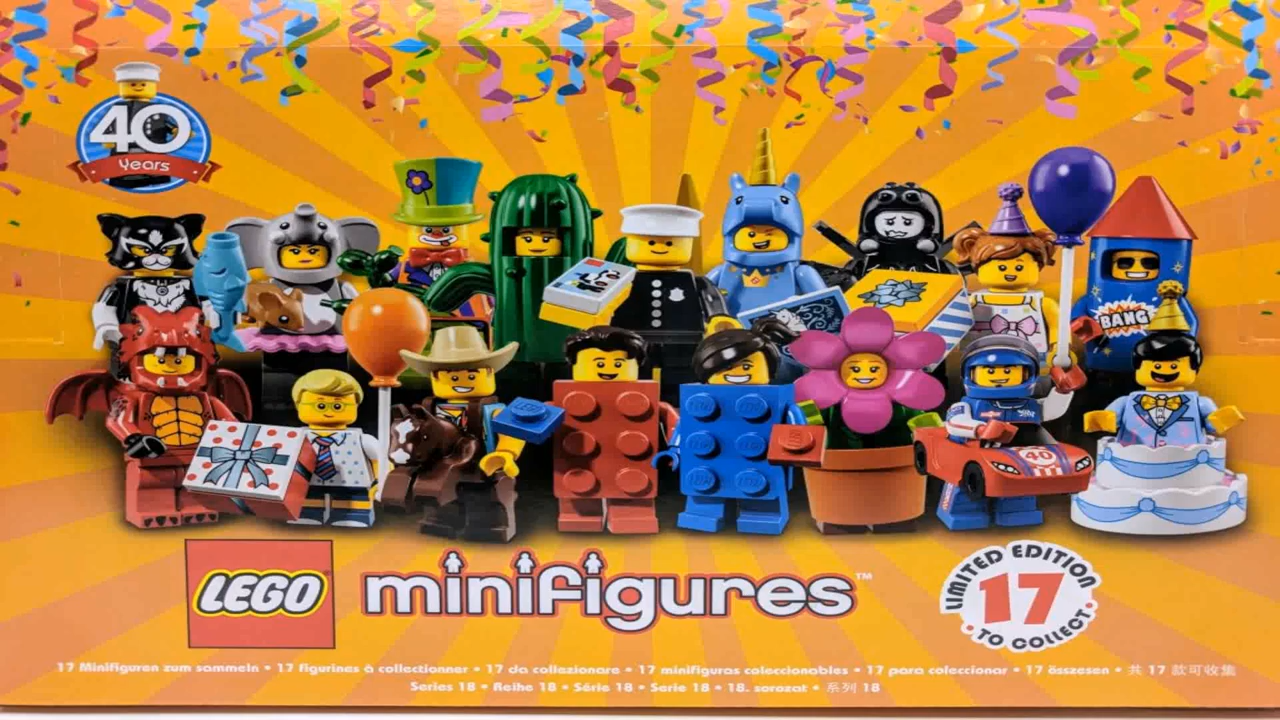 40
Years
BANG
40
LEGO
minifigures™
LIMITED EDITION
17
TO COLLECT
17 Minifiguren zum sammeln • 17 figurines à collectionner • 17 da collezionare • 17 minifiguras coleccionables • 17 para coleccionar • 17 összesen • 共 17 款可收集
Series 18 • Reihe 18 • Série 18 • Serie 18 • 18. sorozat • 系列 18